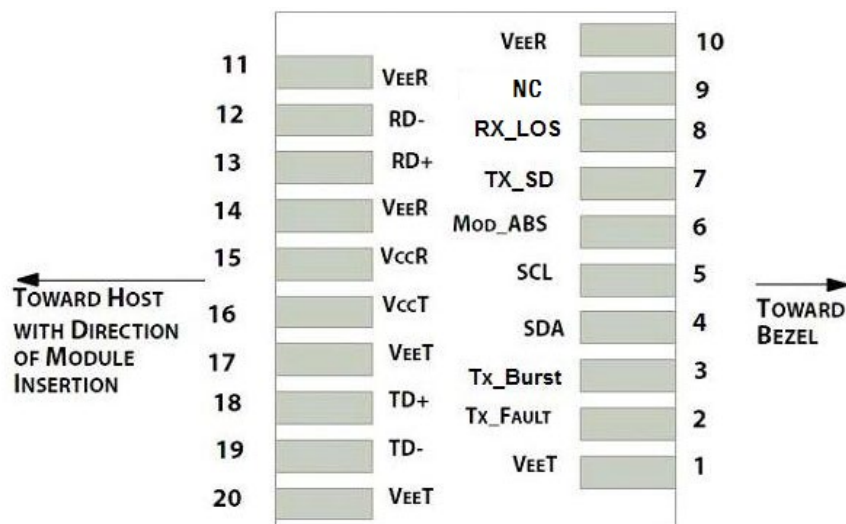 11 VEER
12 RD-
13 RD+
14 VEER
15 VCCR
16 VCCT
17 VEET
18 TD+
19 TD-
20 VEET
TOWARD HOST
WITH DIRECTION
OF MODULE
INSERTION
VEER 10
NC 9
RX_LOS 8
TX_SD 7
MOD_ABS 6
SCL 5
SDA 4
Tx_Burst 3
TX_FAULT 2
VEET 1
TOWARD
BEZEL